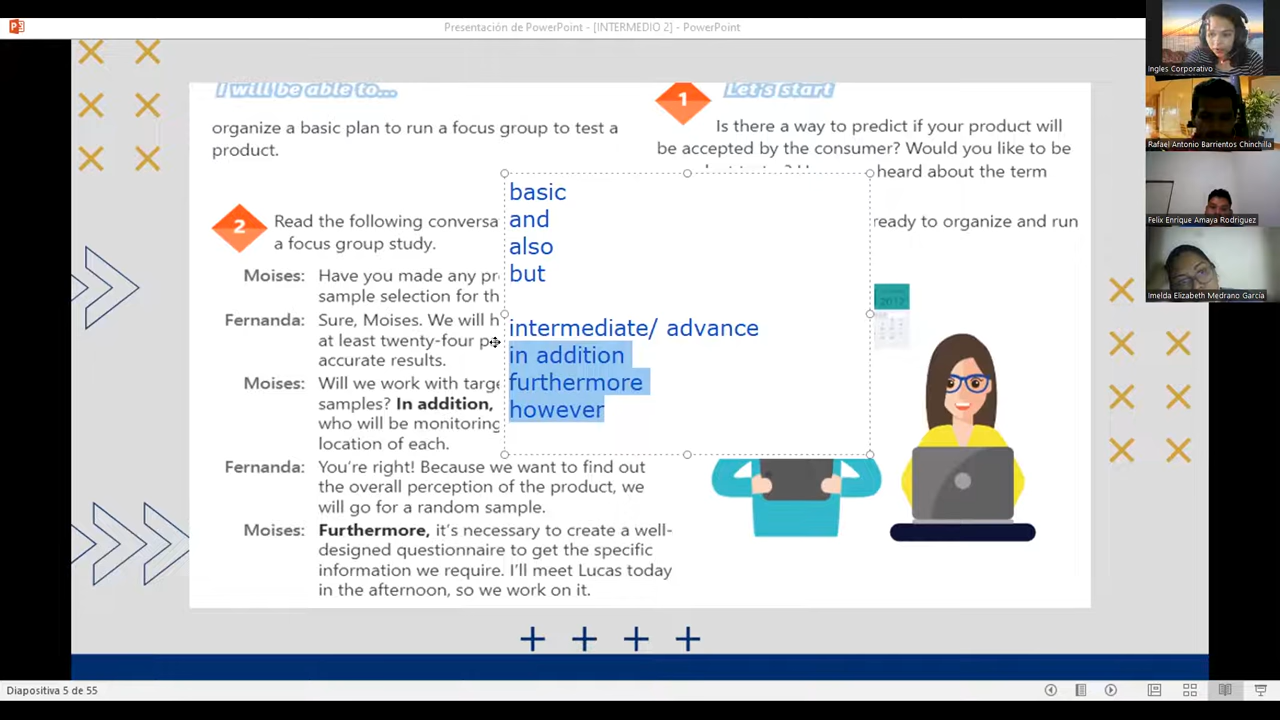 Presentación de PowerPoint - [INTERMEDIO 2] - PowerPoint
Ingles Corporativo
Rafael Antonio Barrientos Chinchilla
Felix Enrique Amaya Rodriguez
Imelda Elizabeth Medrano García
I will be able to...
organize a basic plan to run a focus group to test a
product.
1
Let's start
Is there a way to predict if your product will
be accepted by the consumer? Would you like to be
heard about the term
2
Read the following
ready to organize and run
a focus group study.
Moises: Have you made any
sample selection for
Fernanda: Sure, Moises. We will
at least twenty-four
accurate results.
Moises: Will we work with
samples? In addition,
who will be monitoring
location of each.
Fernanda: You're right! Because we want to find out
the overall perception of the product, we
will go for a random sample.
Moises: Furthermore, it's necessary to create a well-
designed questionnaire to get the specific
information we require. I'll meet Lucas today
in the afternoon, so we work on it.
basic
and
also
but
intermediate/ advance
in addition
furthermore
however
2012
Diapositiva 5 de 55